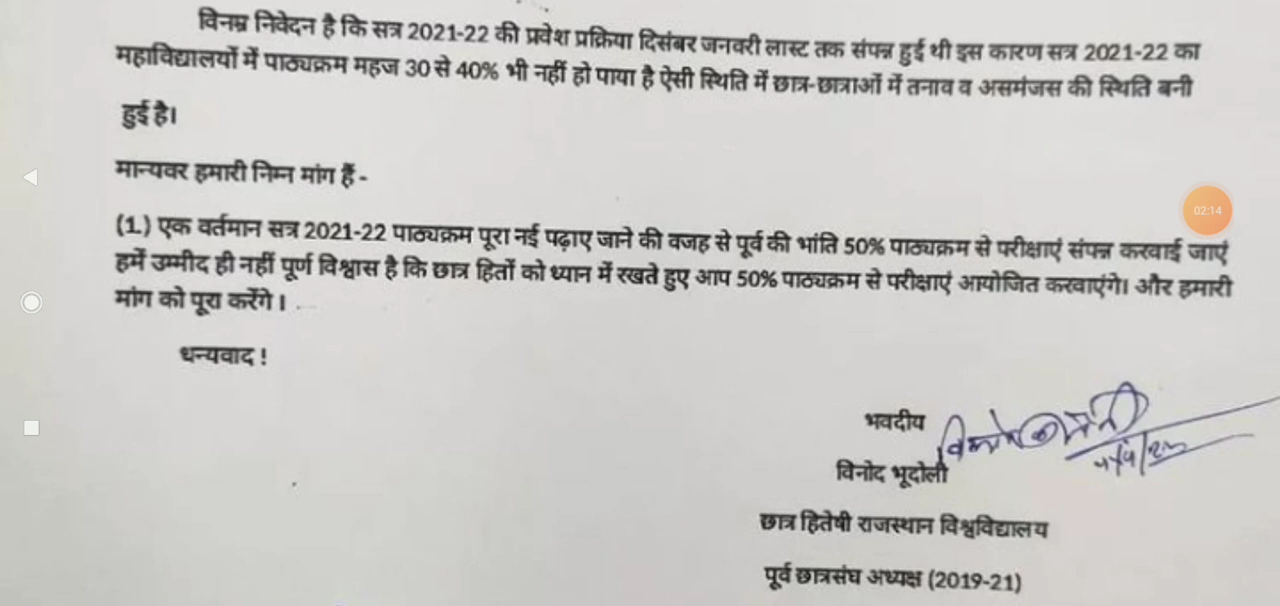 विनम्र निवेदन है कि सत्र 2021-22 की प्रवेश प्रक्रिया दिसंबर जनवरी लास्ट तक संपन्न हुई थी इस कारण सत्र 2021-22 का
महाविद्यालयों में पाठ्यक्रम महज 30 से 40% भी नहीं हो पाया है ऐसी स्थिति में छात्र-छात्राओं में तनाव व असमंजस की स्थिति बनी
हुई है।
मान्यवर हमारी निम्न मांग हैं -
(1.) एक वर्तमान सत्र 2021-22 पाठ्यक्रम पूरा नई पढ़ाए जाने की वजह से पूर्व की भांति 50% पाठ्यक्रम से परीक्षाएं संपन्न करवाई जाएं
हमें उम्मीद ही नहीं पूर्ण विश्वास है कि छात्र हितों को ध्यान में रखते हुए आप 50% पाठ्यक्रम से परीक्षाएं आयोजित करवाएंगे। और हमारी
मांग को पूरा करेंगे ।
02:14
धन्यवाद !
भवदीय
विनोद भूदोली
छात्र हितेषी राजस्थान विश्वविद्यालय
पूर्व छात्रसंघ अध्यक्ष (2019-21)